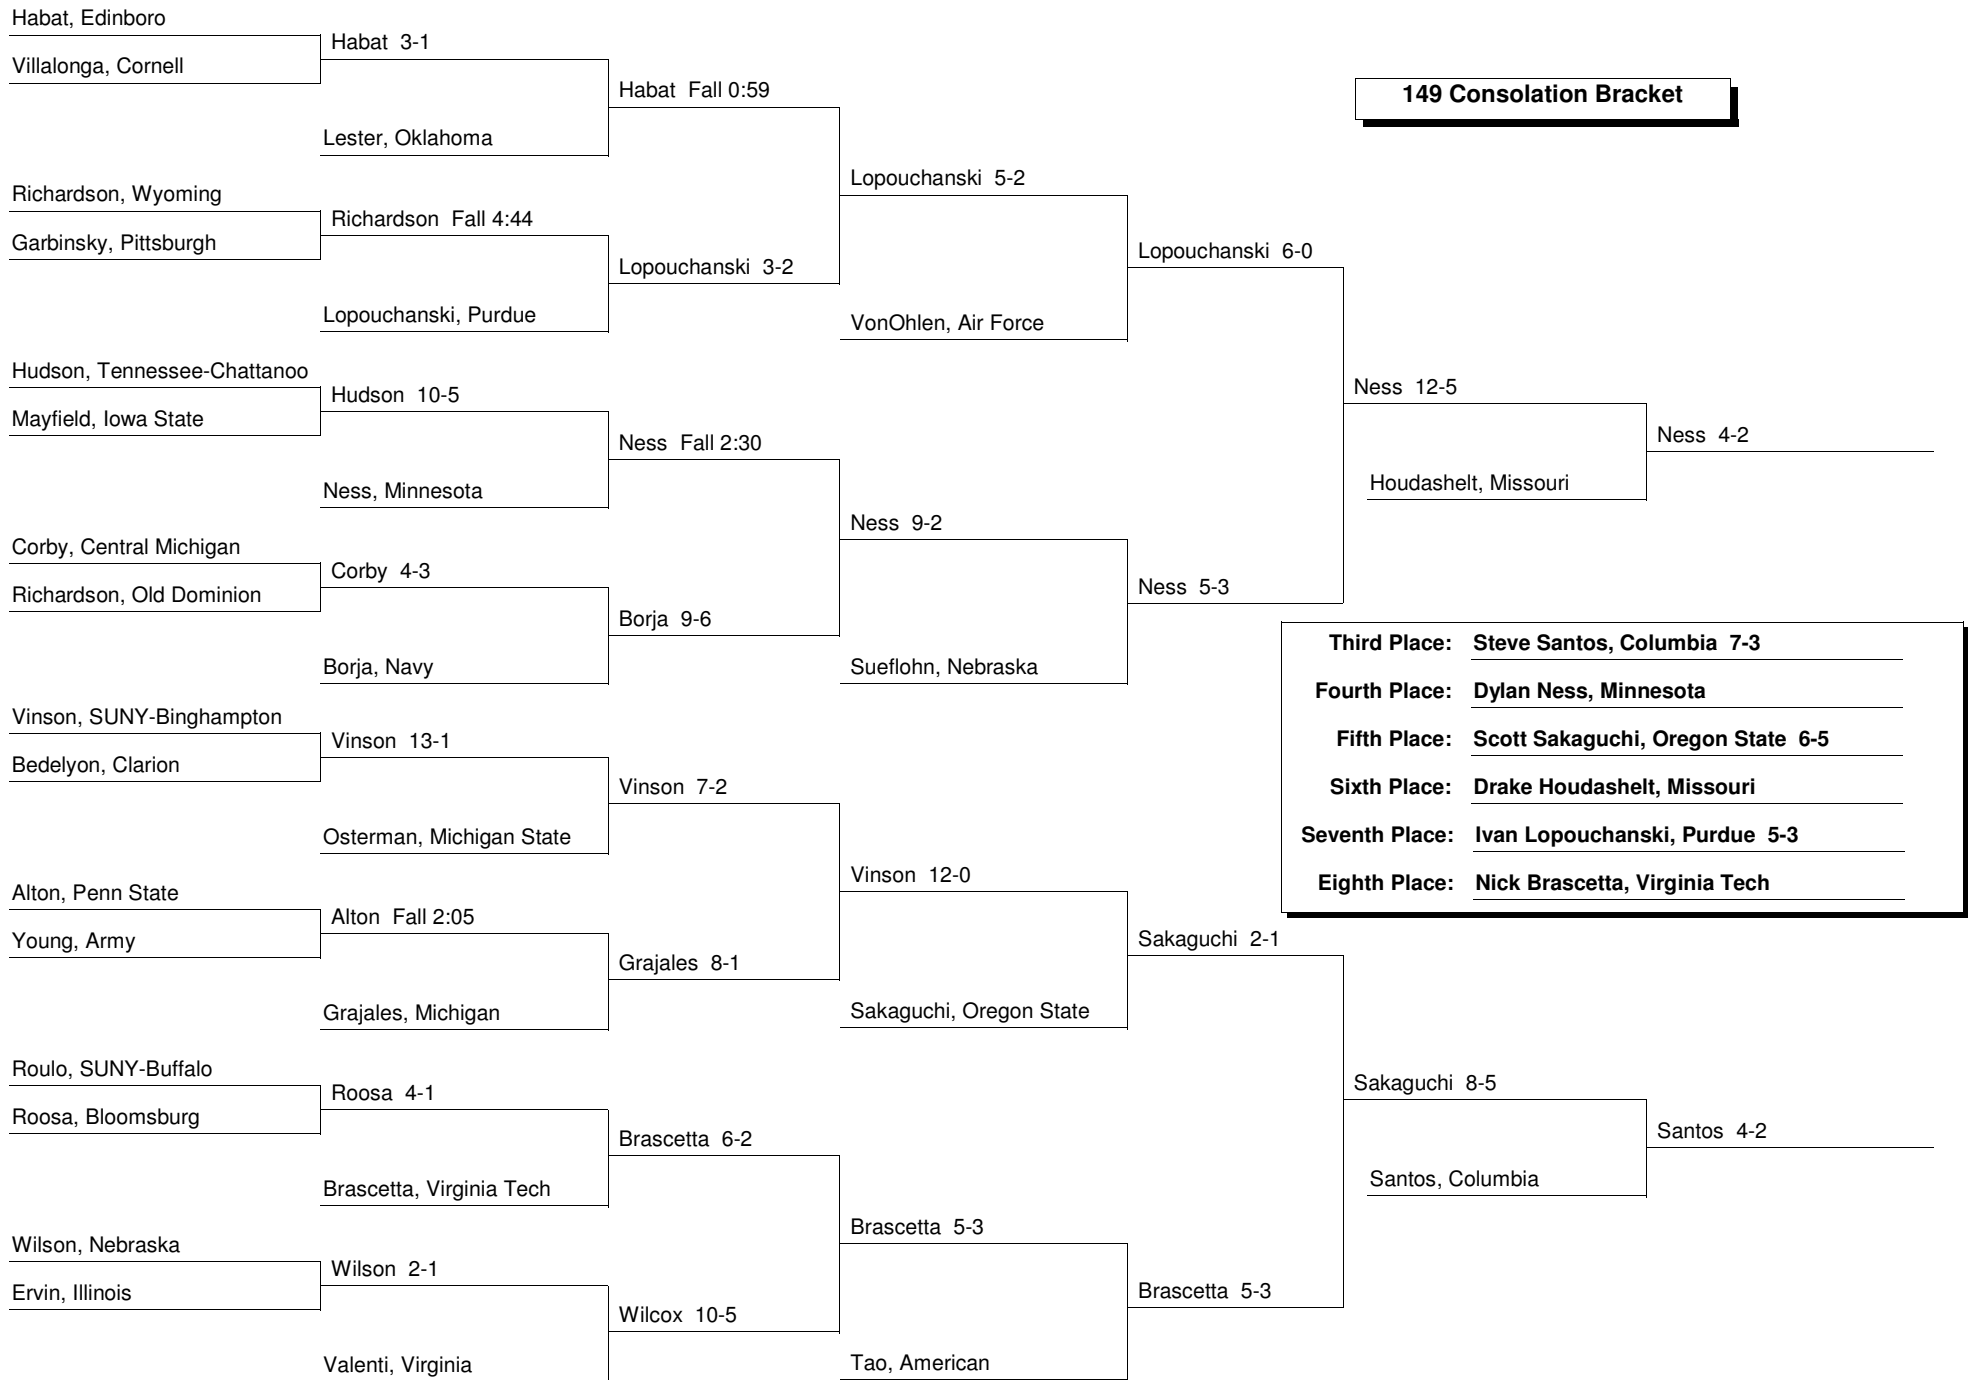 Habat, Edinboro
Villalonga, Cornell
Richardson, Wyoming
Garbinsky, Pittsburgh
Hudson, Tennessee-Chattanoo
Mayfield, Iowa State
Corby, Central Michigan
Richardson, Old Dominion
Vinson, SUNY-Binghampton
Bedelyon, Clarion
Alton, Penn State
Young, Army
Roulo, SUNY-Buffalo
Roosa, Bloomsburg
Wilson, Nebraska
Ervin, Illinois
Habat 3-1
Lester, Oklahoma
Richardson Fall 4:44
Lopouchanski, Purdue
Hudson 10-5
Ness, Minnesota
Corby 4-3
Borja, Navy
Vinson 13-1
Osterman, Michigan State
Alton Fall 2:05
Grajales, Michigan
Roosa 4-1
Brascetta, Virginia Tech
Wilson 2-1
Valenti, Virginia
Habat Fall 0:59
Lopouchanski 3-2
Ness Fall 2:30
Borja 9-6
Vinson 7-2
Grajales 8-1
Brascetta 6-2
Wilcox 10-5
Lopouchanski 5-2
VonOhlen, Air Force
Ness 9-2
Sueflohn, Nebraska
Vinson 12-0
Sakaguchi, Oregon State
Brascetta 5-3
Tao, American
Lopouchanski 6-0
Ness 5-3
Sakaguchi 2-1
Brascetta 5-3
Ness 12-5
Houdashelt, Missouri
Sakaguchi 8-5
Santos, Columbia
Ness 4-2
Santos 4-2
149 Consolation Bracket
Third Place: Steve Santos, Columbia 7-3
Fourth Place: Dylan Ness, Minnesota
Fifth Place: Scott Sakaguchi, Oregon State 6-5
Sixth Place: Drake Houdashelt, Missouri
Seventh Place: Ivan Lopouchanski, Purdue 5-3
Eighth Place: Nick Brascetta, Virginia Tech